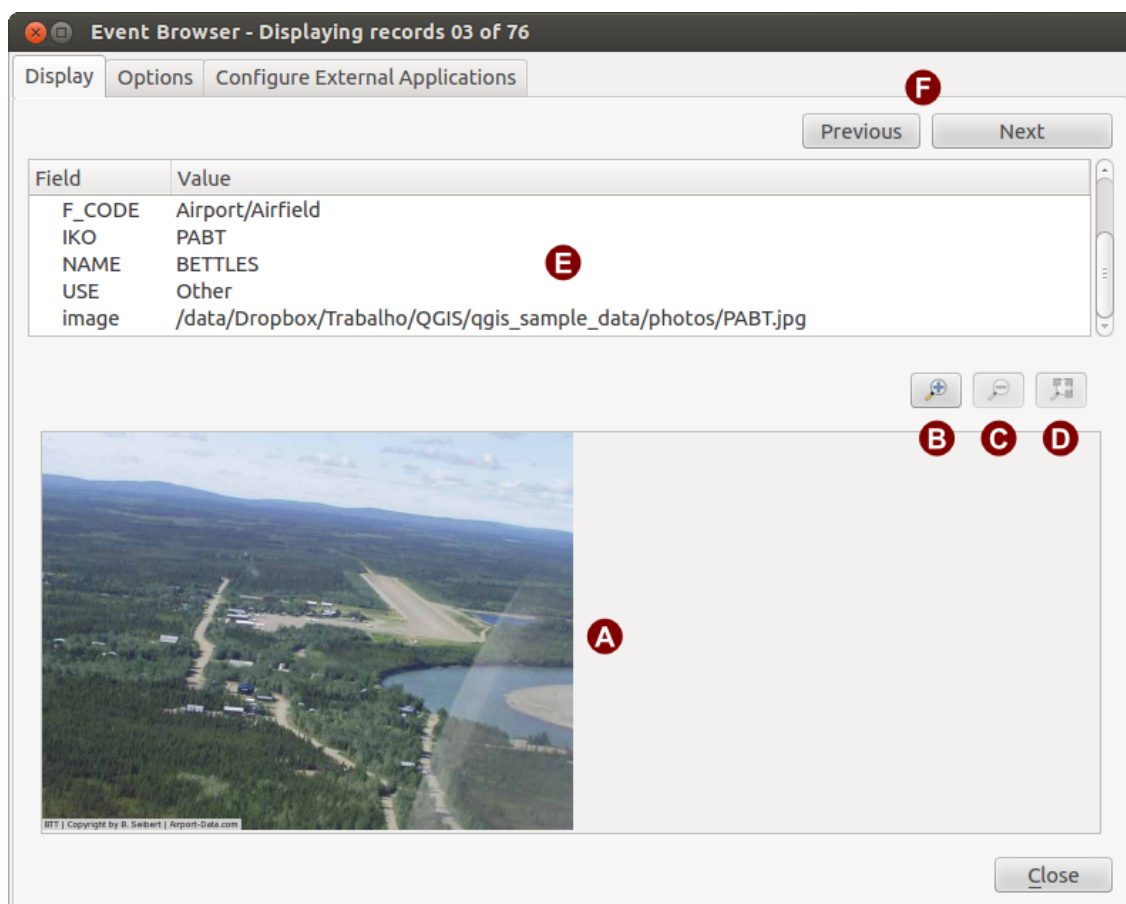 Event Browser - Displaying records 03 of 76
Display Options Configure External Applications
F
Previous Next
Field Value
F_CODE Airport/Airfield
IKO PABT
NAME BETTLES
E
USE Other
image /data/Dropbox/Trabalho/QGIS/qgis_sample_data/photos/PABT.jpg
B C D
A
BTT | Copyright by B. Seibert | Airport-Data.com
Close